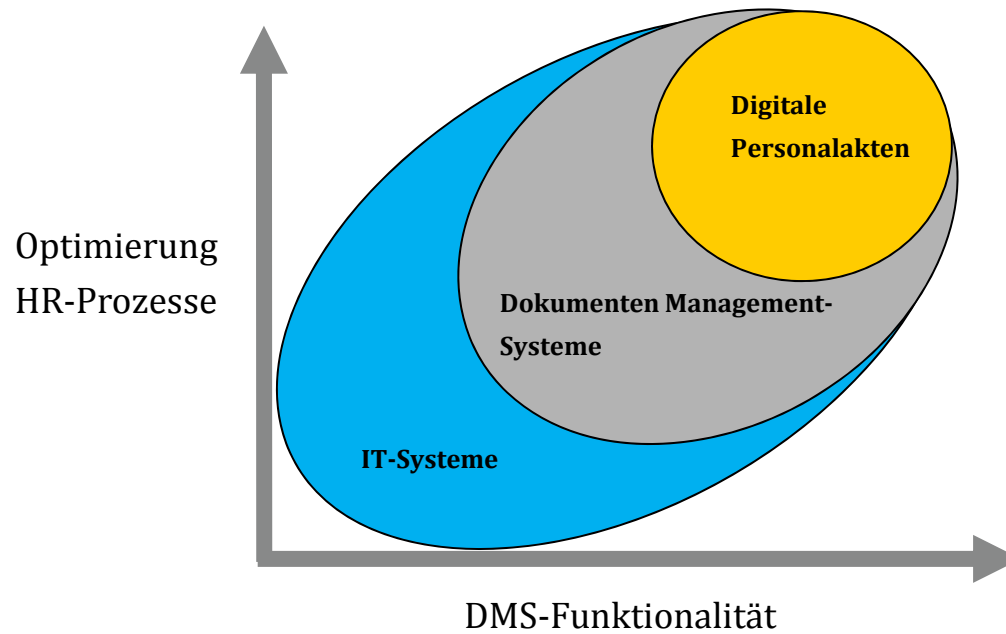 Digitale
Personalakten
Optimierung
HR-Prozesse
Dokumenten Management-
Systeme
IT-Systeme
DMS-Funktionalität